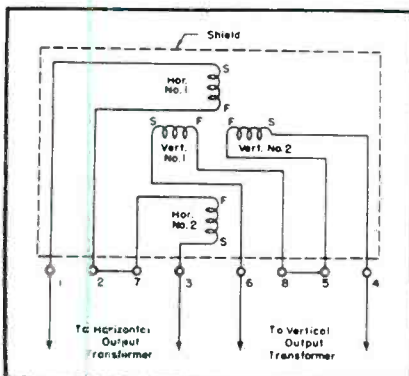 Shield
S
Hor.
No. 1
F
S F F S
Vert.
No. 1
Vert. No. 2
F
Hor.
No. 2
S
1 2 7 3 6 8 5 4
To Horizontal
Output
Transformer
To Vertical
Output
Transformer